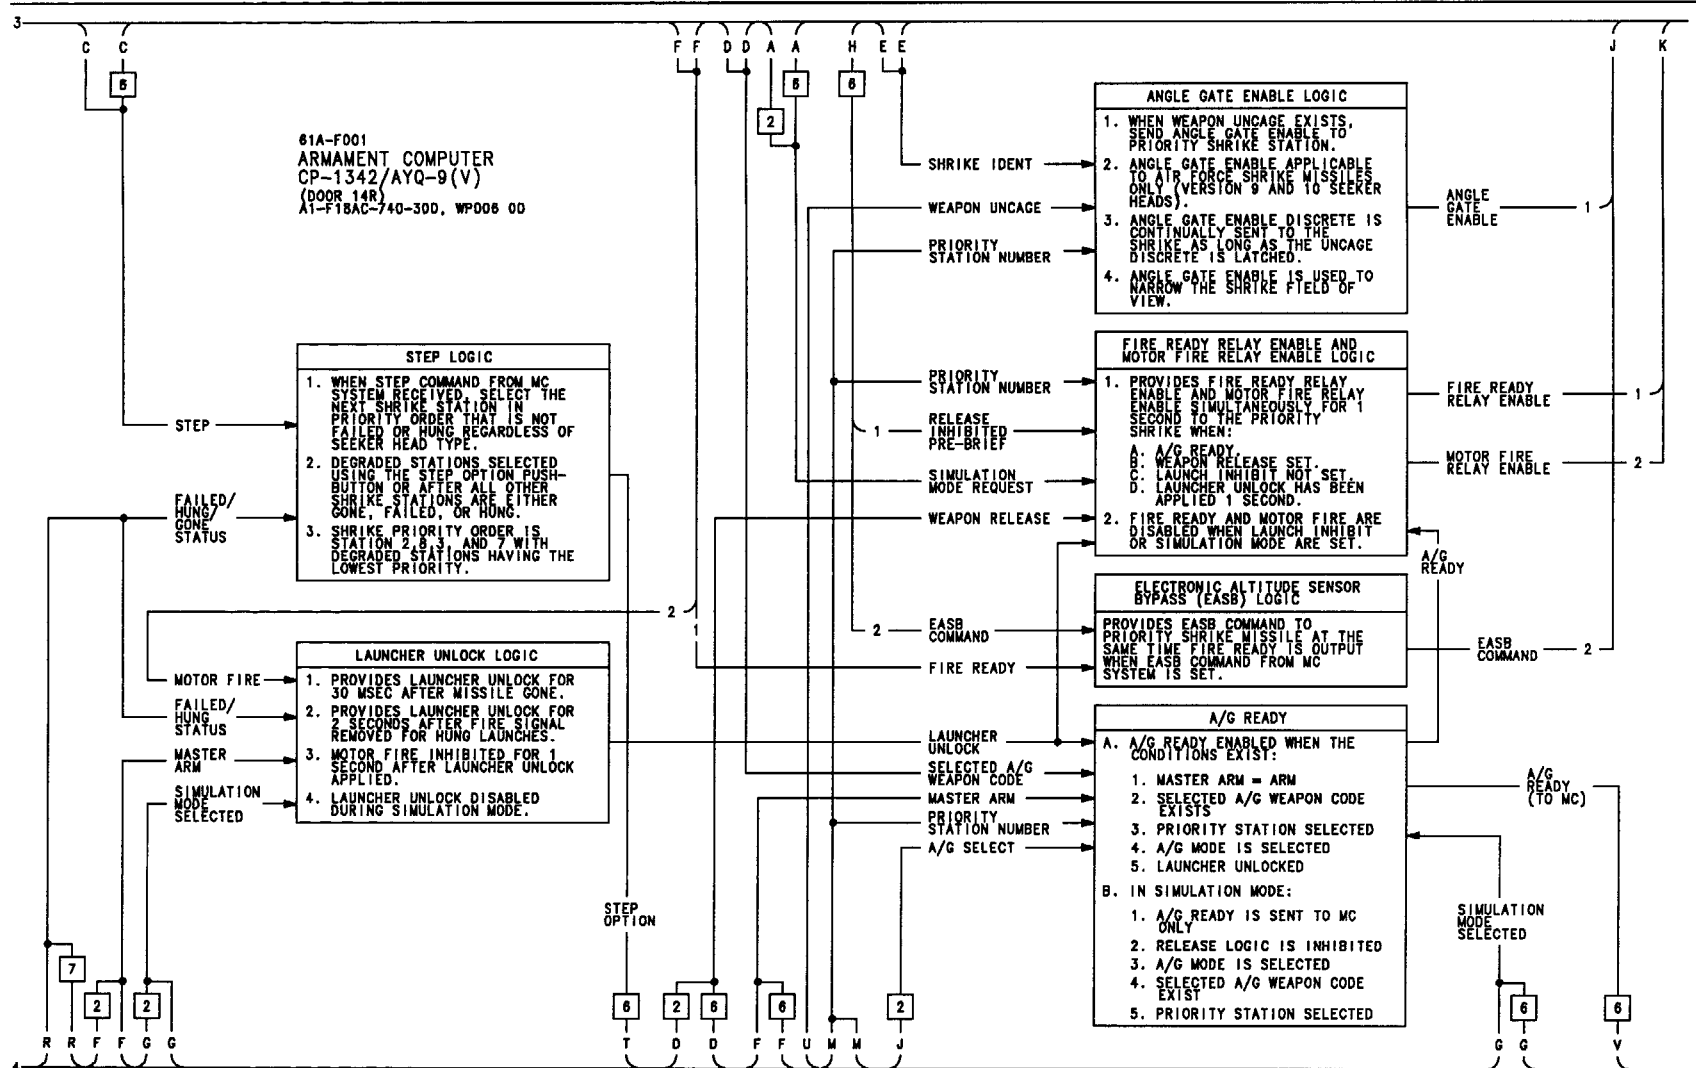 3
C C F F D D A A H E E J K
5 5 6
2
61A-F001
ARMAMENT COMPUTER
CP-1342/AYQ-9(V)
(DOOR 14R)
A1-F18AC-740-300, WP006 00
ANGLE GATE ENABLE LOGIC
1. WHEN WEAPON UNCAGE EXISTS,
SEND ANGLE GATE ENABLE TO
PRIORITY SHRIKE STATION.
2. ANGLE GATE ENABLE APPLICABLE
TO AIR FORCE SHRIKE MISSILES
ONLY (VERSION 9 AND 10 SEEKER
HEADS).
3. ANGLE GATE ENABLE DISCRETE IS
CONTINUALLY SENT TO THE
SHRIKE AS LONG AS THE UNCAGE
DISCRETE IS LATCHED.
4. ANGLE GATE ENABLE IS USED TO
NARROW THE SHRIKE FIELD OF
VIEW.
SHRIKE IDENT
WEAPON UNCAGE
PRIORITY
STATION NUMBER
ANGLE
GATE
ENABLE
1
STEP LOGIC
1. WHEN STEP COMMAND FROM MC
SYSTEM RECEIVED, SELECT THE
NEXT SHRIKE STATION IN
PRIORITY ORDER THAT IS NOT
FAILED OR HUNG REGARDLESS OF
SEEKER HEAD TYPE.
2. DEGRADED STATIONS SELECTED
USING THE STEP OPTION PUSH-
BUTTON OR AFTER ALL OTHER
SHRIKE STATIONS ARE EITHER
GONE, FAILED, OR HUNG.
3. SHRIKE PRIORITY ORDER IS
STATION 2,8,3, AND 7 WITH
DEGRADED STATIONS HAVING THE
LOWEST PRIORITY.
STEP
FAILED/
HUNG/
GONE
STATUS
FIRE READY RELAY ENABLE AND
MOTOR FIRE RELAY ENABLE LOGIC
1. PROVIDES FIRE READY RELAY
ENABLE AND MOTOR FIRE RELAY
ENABLE SIMULTANEOUSLY FOR 1
SECOND TO THE PRIORITY
SHRIKE WHEN:
A. A/G READY.
B. WEAPON RELEASE SET.
C. LAUNCH INHIBIT NOT SET.
D. LAUNCHER UNLOCK HAS BEEN
APPLIED 1 SECOND.
2. FIRE READY AND MOTOR FIRE ARE
DISABLED WHEN LAUNCH INHIBIT
OR SIMULATION MODE ARE SET.
PRIORITY
STATION NUMBER
1
RELEASE
INHIBITED
PRE-BRIEF
SIMULATION
MODE REQUEST
WEAPON RELEASE
FIRE READY
RELAY ENABLE
1
MOTOR FIRE
RELAY ENABLE
2
A/G
READY
ELECTRONIC ALTITUDE SENSOR
BYPASS (EASB) LOGIC
PROVIDES EASB COMMAND TO
PRIORITY SHRIKE MISSILE AT THE
SAME TIME FIRE READY IS OUTPUT
WHEN EASB COMMAND FROM MC
SYSTEM IS SET.
2
1
2
EASB
COMMAND
FIRE READY
EASB
COMMAND
2
LAUNCHER UNLOCK LOGIC
1. PROVIDES LAUNCHER UNLOCK FOR
30 MSEC AFTER MISSILE GONE.
2. PROVIDES LAUNCHER UNLOCK FOR
2 SECONDS AFTER FIRE SIGNAL
REMOVED FOR HUNG LAUNCHES.
3. MOTOR FIRE INHIBITED FOR 1
SECOND AFTER LAUNCHER UNLOCK
APPLIED.
4. LAUNCHER UNLOCK DISABLED
DURING SIMULATION MODE.
MOTOR FIRE
FAILED/
HUNG
STATUS
MASTER
ARM
SIMULATION
MODE
SELECTED
A/G READY
A. A/G READY ENABLED WHEN THE
CONDITIONS EXIST:
1. MASTER ARM = ARM
2. SELECTED A/G WEAPON CODE
EXISTS
3. PRIORITY STATION SELECTED
4. A/G MODE IS SELECTED
5. LAUNCHER UNLOCKED
B. IN SIMULATION MODE:
1. A/G READY IS SENT TO MC
ONLY
2. RELEASE LOGIC IS INHIBITED
3. A/G MODE IS SELECTED
4. SELECTED A/G WEAPON CODE
EXIST
5. PRIORITY STATION SELECTED
LAUNCHER
UNLOCK
SELECTED A/G
WEAPON CODE
MASTER ARM
PRIORITY
STATION NUMBER
A/G SELECT
A/G
READY
(TO MC)
STEP
OPTION
SIMULATION
MODE
SELECTED
7
2 2 6 2 6 6 2 6 6
R R F F G G T D D F F U M M J G G V
4